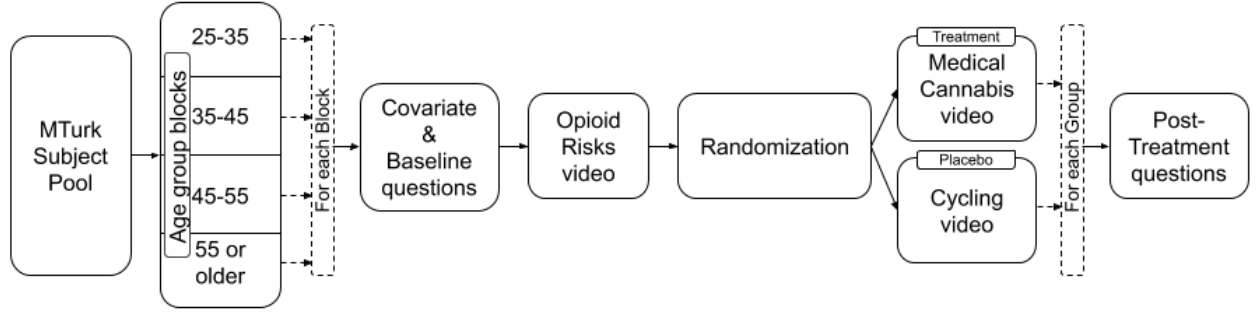 MTurk
Subject
Pool
Age group blocks
25-35
35-45
45-55
55 or
older
For each Block
Covariate
&
Baseline
questions
Opioid
Risks
video
Randomization
Treatment
Medical
Cannabis
video
Placebo
Cycling
video
For each Group
Post-
Treatment
questions